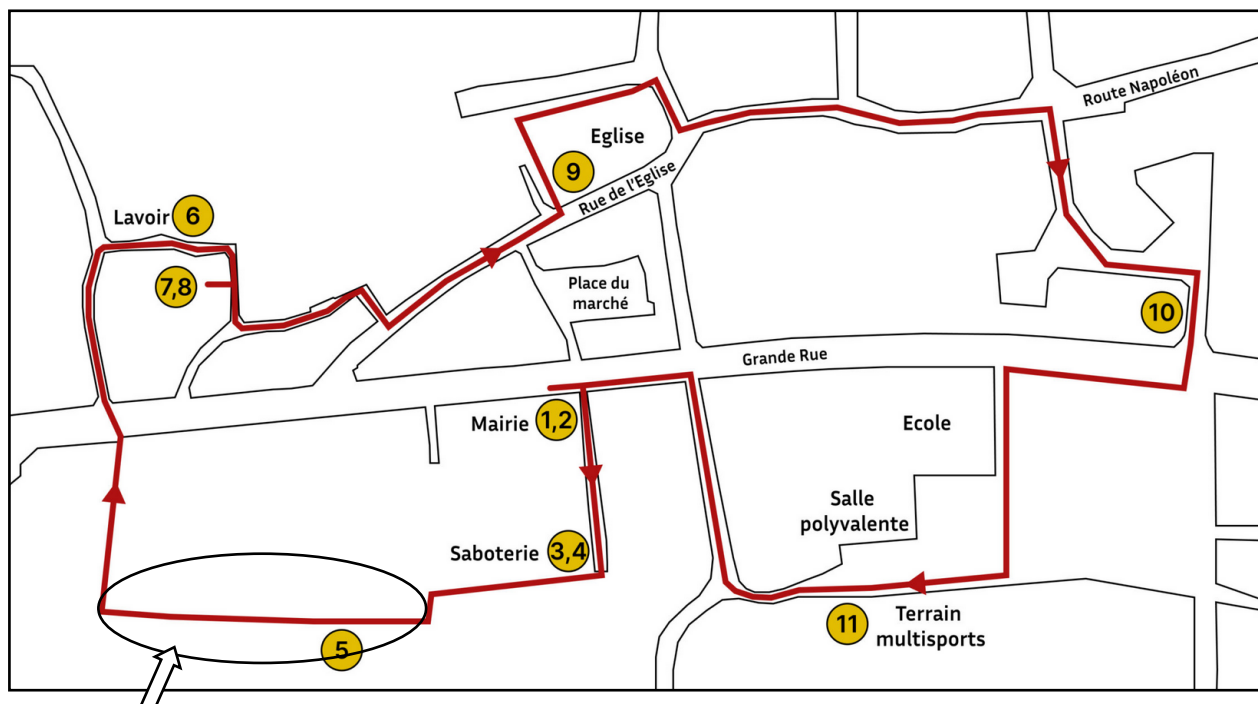 Route Napoléon
Eglise
9
Rue de l'Eglise
Lavoir 6
7,8
Place du
marché
10
Grande Rue
Mairie 1,2
Ecole
Salle
polyvalente
Saboterie 3,4
5
11
Terrain
multisports